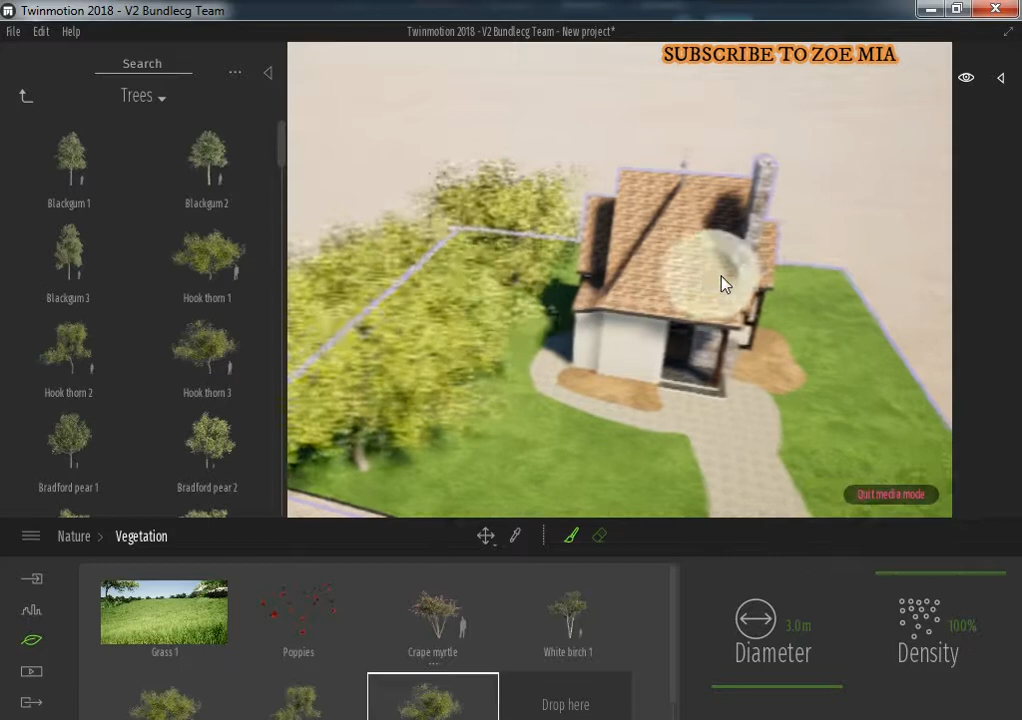 Twinmotion 2018 - V2 Bundlecg Team
File Edit Help
Twinmotion 2018 - V2 Bundlecg Team - New project*
SUBSCRIBE TO ZOE MIA
Search
...
Trees
Blackgum 1
Blackgum 2
Blackgum 3
Hook thorn 1
Hook thorn 2
Hook thorn 3
Bradford pear 1
Bradford pear 2
Quit media mode
Nature > Vegetation
Grass 1
Poppies
Crape myrtle
White birch 1
Drop here
3.0m
Diameter
100%
Density